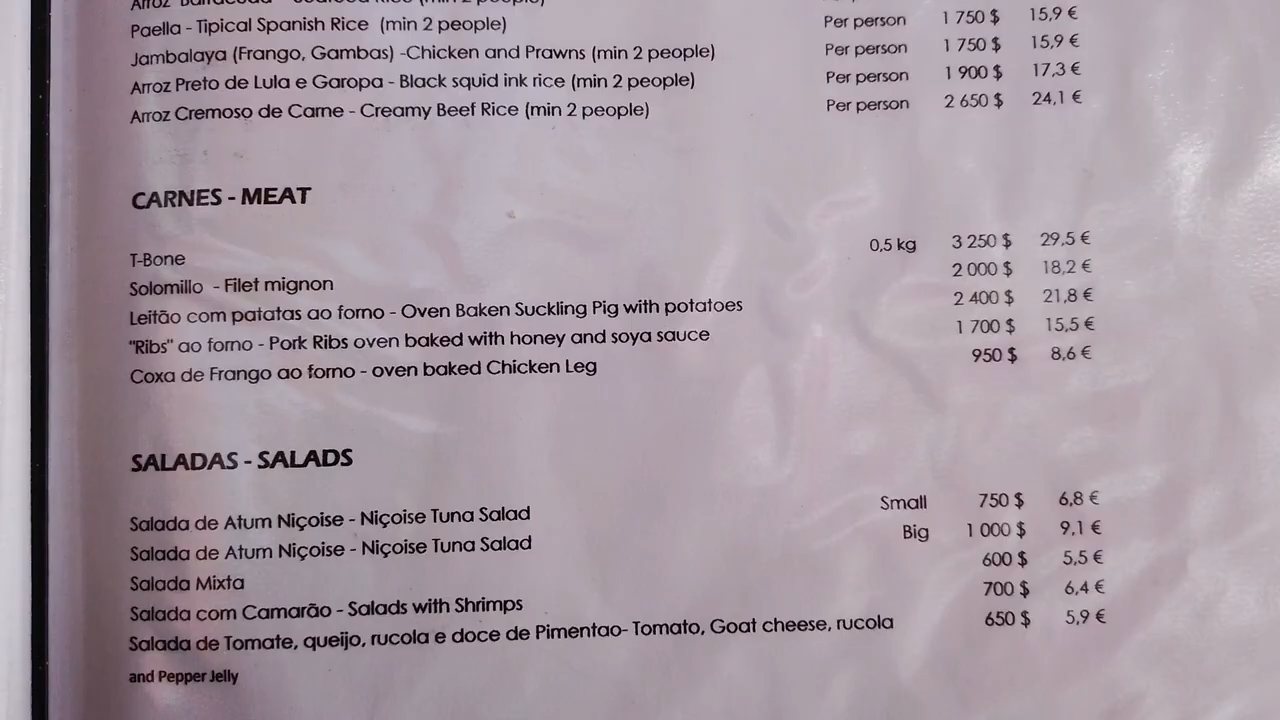 Paella - Tipical Spanish Rice (min 2 people) Per person 1 750 $ 15,9 €
Jambalaya (Frango, Gambas) -Chicken and Prawns (min 2 people) Per person 1 750 $ 15,9 €
Arroz Preto de Lula e Garopa - Black squid ink rice (min 2 people) Per person 1 900 $ 17,3 €
Arroz Cremoso de Carne - Creamy Beef Rice (min 2 people) Per person 2 650 $ 24,1 €
CARNES - MEAT
T-Bone 0,5 kg 3 250 $ 29,5 €
Solomillo - Filet mignon 2 000 $ 18,2 €
Leitão com patatas ao forno - Oven Baken Suckling Pig with potatoes 2 400 $ 21,8 €
"Ribs" ao forno - Pork Ribs oven baked with honey and soya sauce 1 700 $ 15,5 €
Coxa de Frango ao forno - oven baked Chicken Leg 950 $ 8,6 €
SALADAS - SALADS
Salada de Atum Niçoise - Niçoise Tuna Salad Small 750 $ 6,8 €
Salada de Atum Niçoise - Niçoise Tuna Salad Big 1 000 $ 9,1 €
Salada Mixta 600 $ 5,5 €
Salada com Camarão - Salads with Shrimps 700 $ 6,4 €
Salada de Tomate, queijo, rucola e doce de Pimentao- Tomato, Goat cheese, rucola 650 $ 5,9 €
and Pepper Jelly